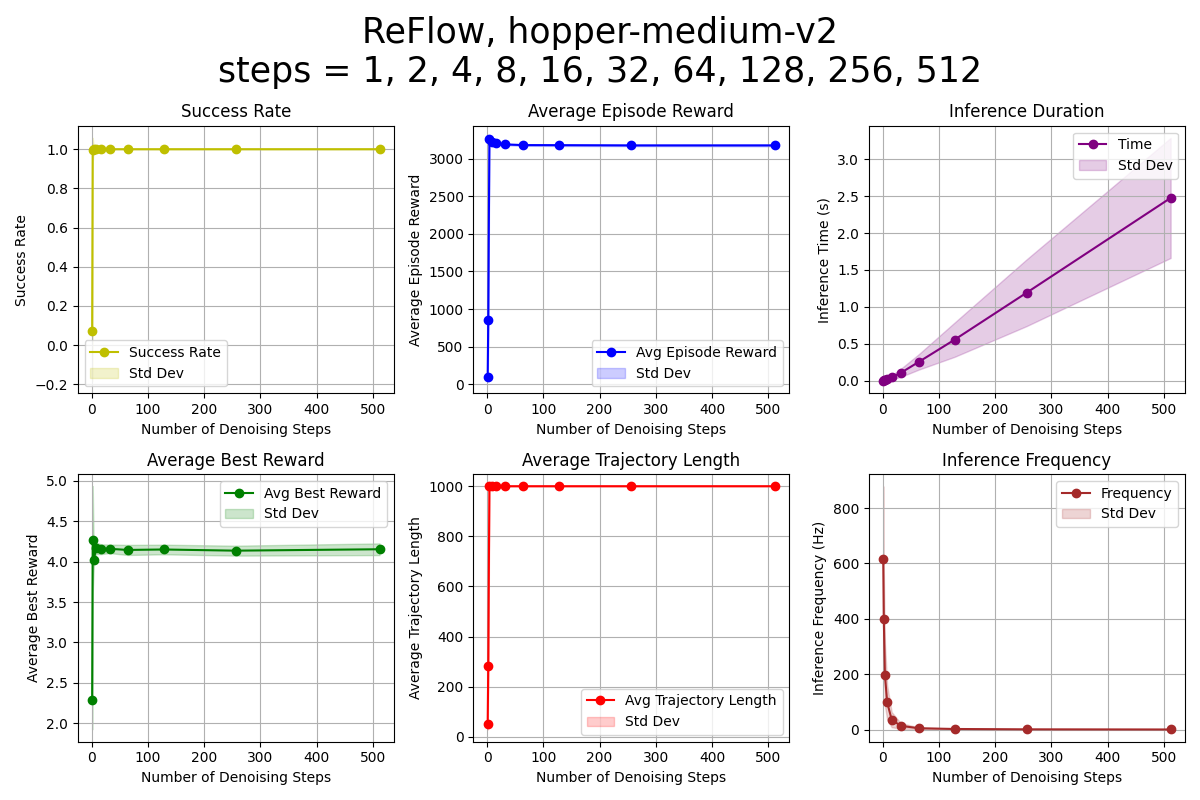 ReFlow, hopper-medium-v2
steps = 1, 2, 4, 8, 16, 32, 64, 128, 256, 512
Success Rate
Success Rate
1.0
0.8
0.6
0.4
0.2
0.0
−0.2
Success Rate
Std Dev
0 100 200 300 400 500
Number of Denoising Steps
Average Episode Reward
Average Episode Reward
3000
2500
2000
1500
1000
500
0
Avg Episode Reward
Std Dev
0 100 200 300 400 500
Number of Denoising Steps
Inference Duration
Inference Time (s)
3.0
2.5
2.0
1.5
1.0
0.5
0.0
Time
Std Dev
0 100 200 300 400 500
Number of Denoising Steps
Average Best Reward
Average Best Reward
5.0
4.5
4.0
3.5
3.0
2.5
2.0
Avg Best Reward
Std Dev
0 100 200 300 400 500
Number of Denoising Steps
Average Trajectory Length
Average Trajectory Length
1000
800
600
400
200
0
Avg Trajectory Length
Std Dev
0 100 200 300 400 500
Number of Denoising Steps
Inference Frequency
Inference Frequency (Hz)
800
600
400
200
0
Frequency
Std Dev
0 100 200 300 400 500
Number of Denoising Steps